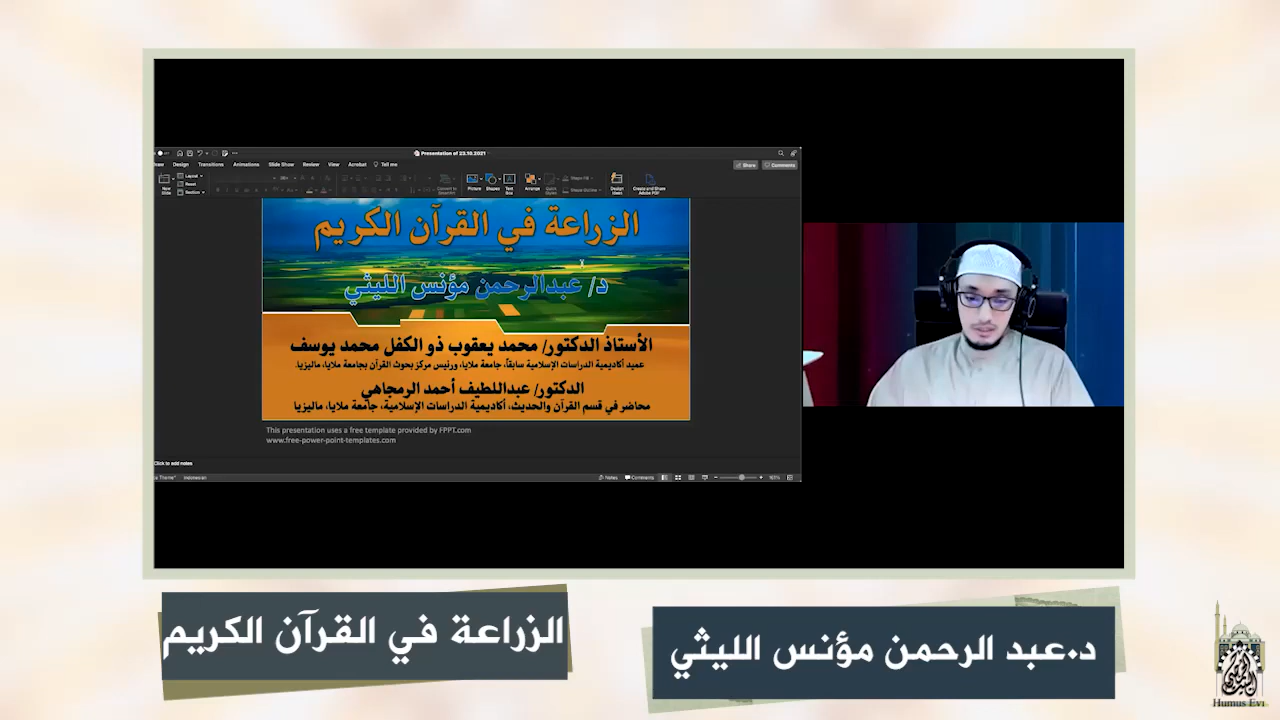 Presentation of 23.10.2021
Design Transitions Animations Slide Show Review View Acrobat Tell me
Share Comments
New Slide
Layout
Reset
Section
Picture Shapes Text Box Arrange Quick Styles
Shape Fill
Shape Outline
Design Ideas
Create and Share Adobe PDF
الزراعة في القرآن الكريم
د/ عبدالرحمن مؤنس الليثي
الأستاذ الدكتور/ محمد يعقوب ذو الكفل محمد يوسف
عميد أكاديمية الدراسات الإسلامية سابقاً، جامعة ملايا، ورئيس مركز بحوث القرآن بجامعة ملايا، ماليزيا.
الدكتور/ عبداللطيف أحمد الرمجاهي
محاضر في قسم القرآن والحديث، أكاديمية الدراسات الإسلامية، جامعة ملايا، ماليزيا
This presentation uses a free template provided by FPPT.com
www.free-power-point-templates.com
Click to add notes
Indonesian
Notes Comments
الزراعة في القرآن الكريم
د.عبد الرحمن مؤنس الليثي
Humus Evi